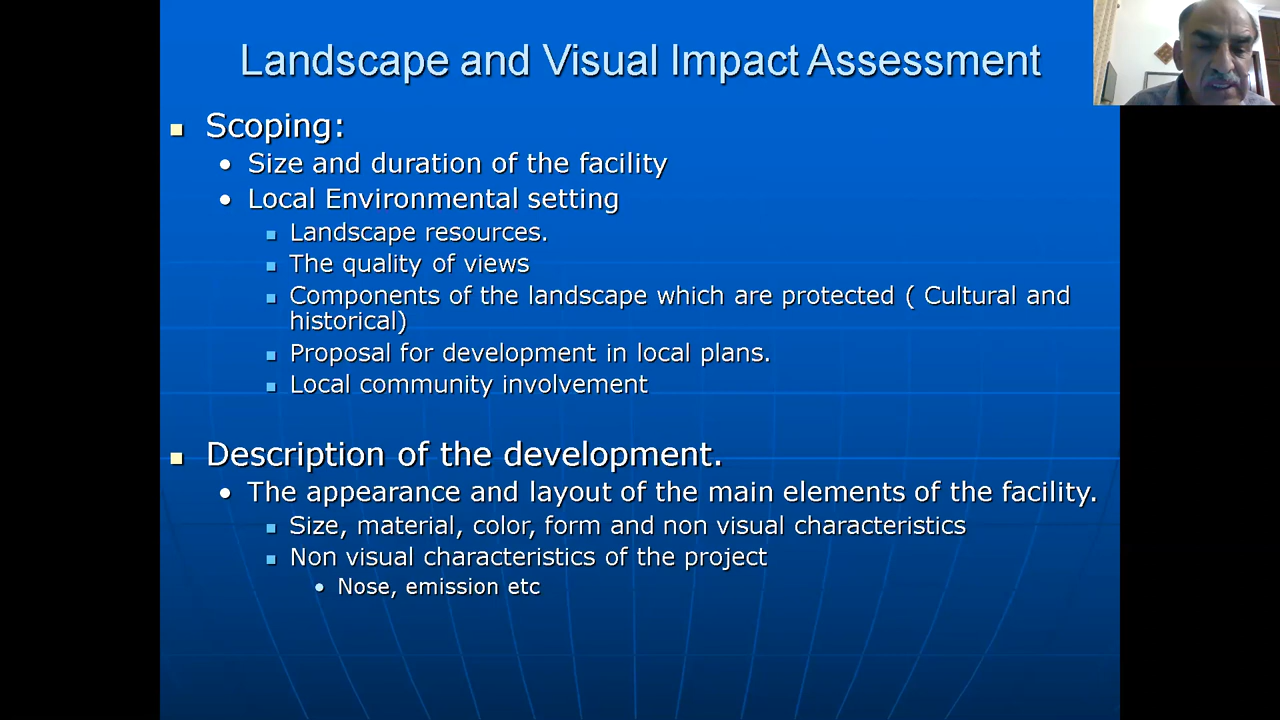 Landscape and Visual Impact Assessment
Scoping:
Size and duration of the facility
Local Environmental setting
Landscape resources.
The quality of views
Components of the landscape which are protected ( Cultural and
historical)
Proposal for development in local plans.
Local community involvement
Description of the development.
The appearance and layout of the main elements of the facility.
Size, material, color, form and non visual characteristics
Non visual characteristics of the project
Nose, emission etc